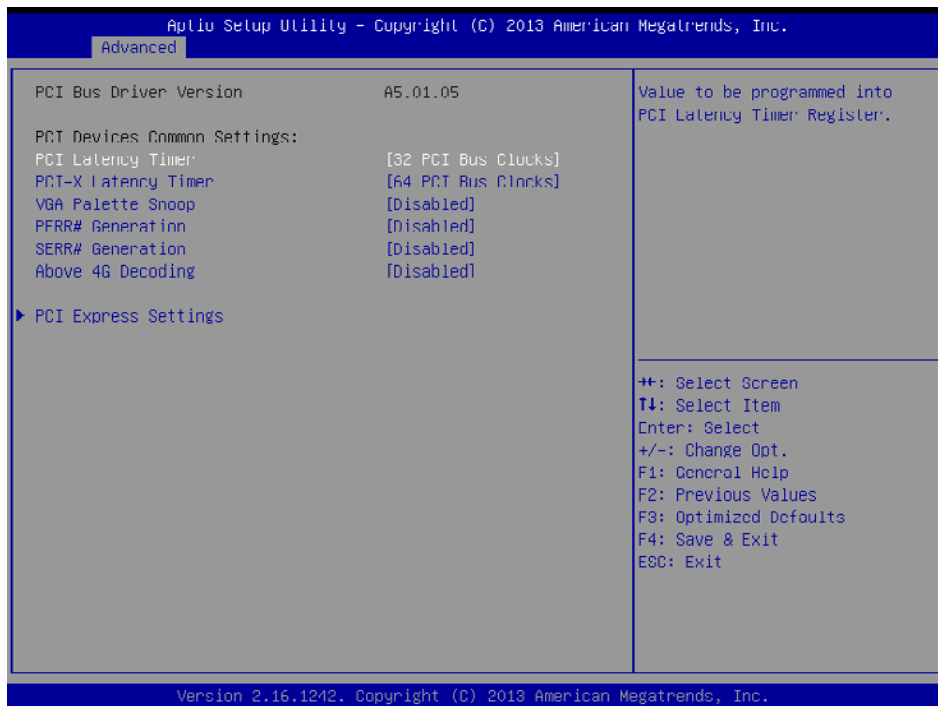 Aptio Setup Utility – Copyright (C) 2013 American Megatrends, Inc.
Advanced
PCI Bus Driver Version A5.01.05
PCI Devices Common Settings:
PCI Latency Timer [32 PCI Bus Clocks]
PCI-X Latency Timer [64 PCI Bus Clocks]
VGA Palette Snoop [Disabled]
PERR# Generation [Disabled]
SERR# Generation [Disabled]
Above 4G Decoding [Disabled]
PCI Express Settings
Value to be programmed into
PCI Latency Timer Register.
→←: Select Screen
↑↓: Select Item
Enter: Select
+/-: Change Opt.
F1: General Help
F2: Previous Values
F3: Optimized Defaults
F4: Save & Exit
ESC: Exit
Version 2.16.1242. Copyright (C) 2013 American Megatrends, Inc.